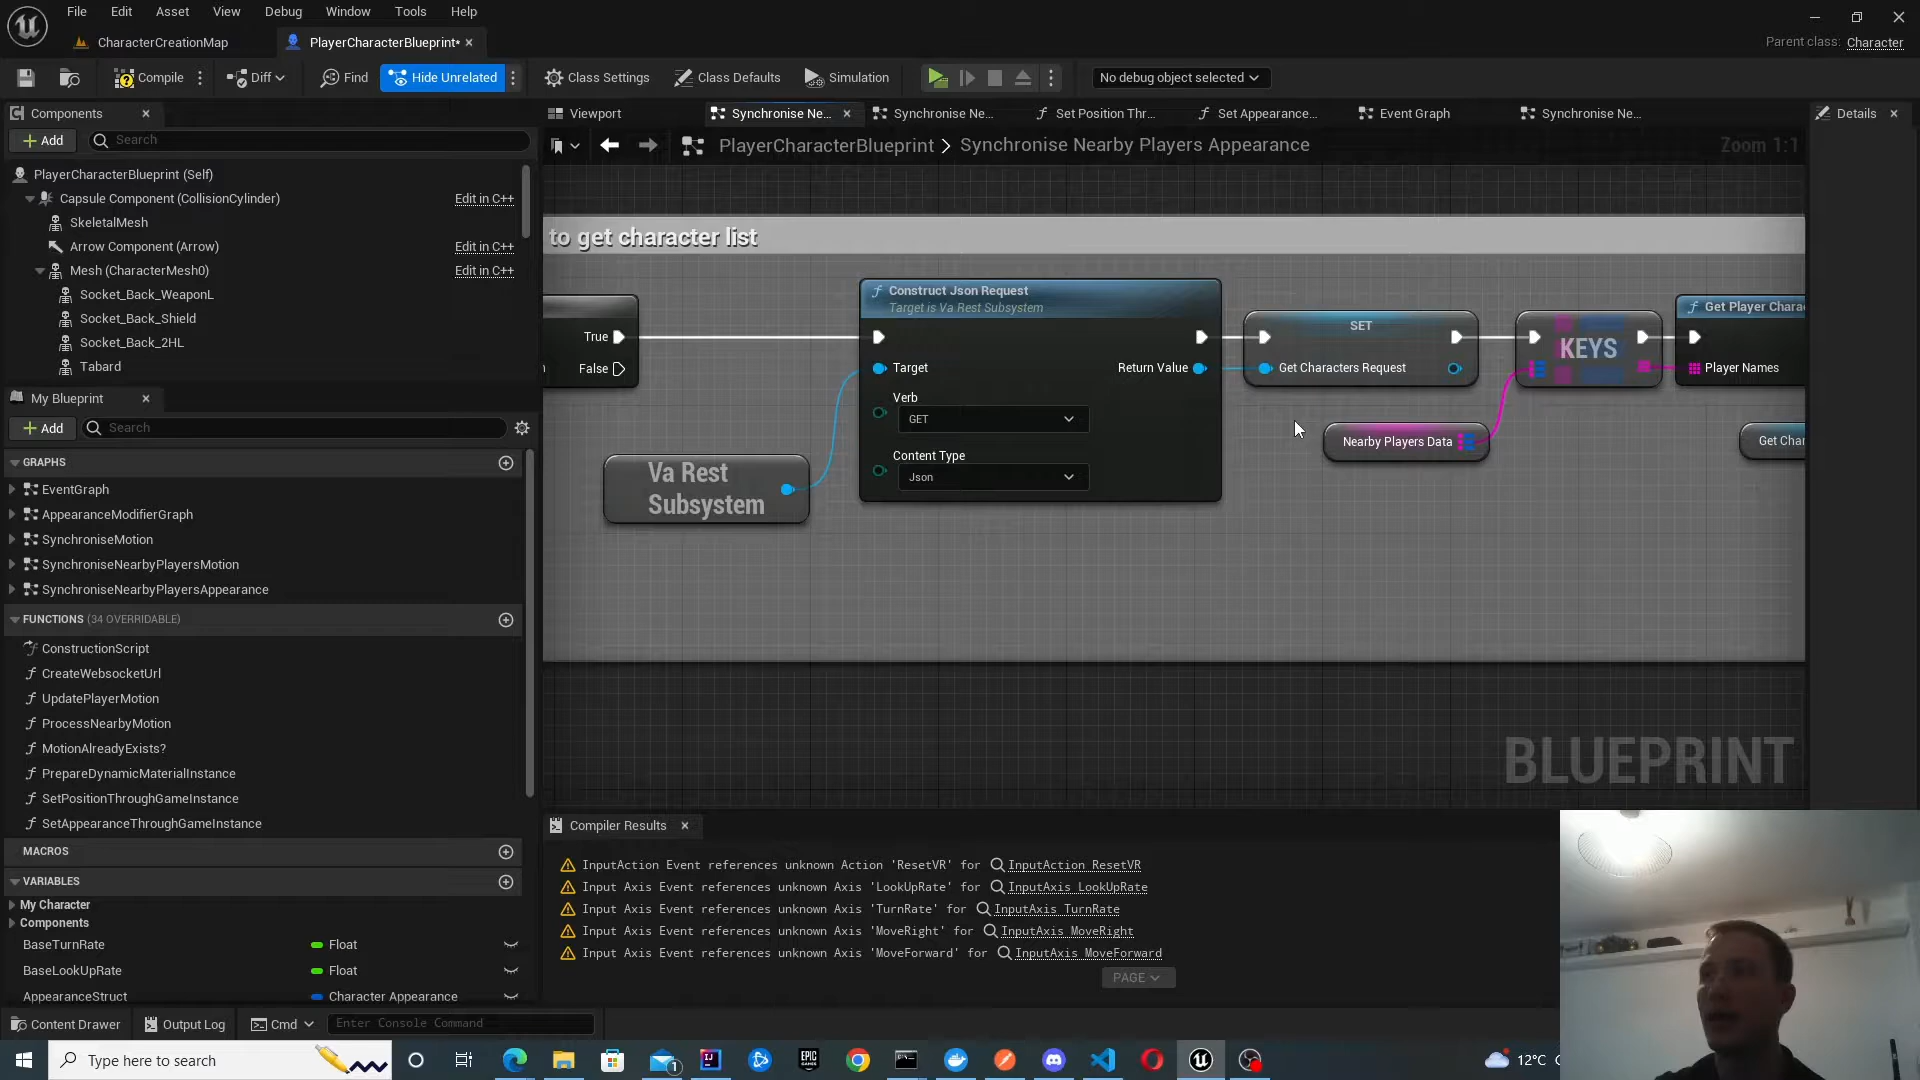 File Edit Asset View Debug Window Tools Help
CharacterCreationMap
PlayerCharacterBlueprint*
Parent class: Character
Compile
Diff
Find
Hide Unrelated
Class Settings
Class Defaults
Simulation
No debug object selected
Components
Add
Search
PlayerCharacterBlueprint (Self)
Capsule Component (CollisionCylinder) Edit in C++
SkeletalMesh
Arrow Component (Arrow) Edit in C++
Mesh (CharacterMesh0) Edit in C++
Socket_Back_WeaponL
Socket_Back_Shield
Socket_Back_2HL
Tabard
My Blueprint
Add
Search
GRAPHS
EventGraph
AppearanceModifierGraph
SynchroniseMotion
SynchroniseNearbyPlayersMotion
SynchroniseNearbyPlayersAppearance
FUNCTIONS (34 OVERRIDABLE)
ConstructionScript
CreateWebsocketUrl
UpdatePlayerMotion
ProcessNearbyMotion
MotionAlreadyExists?
PrepareDynamicMaterialInstance
SetPositionThroughGameInstance
SetAppearanceThroughGameInstance
MACROS
VARIABLES
My Character
Components
BaseTurnRate Float
BaseLookUpRate Float
AppearanceStruct Character Appearance
Viewport
Synchronise Ne...
Synchronise Ne...
Set Position Thr...
Set Appearance...
Event Graph
Synchronise Ne...
Details
PlayerCharacterBlueprint > Synchronise Nearby Players Appearance
Zoom 1:1
to get character list
True
False
Construct Json Request
Target is Va Rest Subsystem
Target
Return Value
Verb
GET
Content Type
Json
Va Rest
Subsystem
SET
Get Characters Request
KEYS
Nearby Players Data
Get Player Charac
Player Names
Get Char
BLUEPRINT
Compiler Results
InputAction Event references unknown Action 'ResetVR' for InputAction ResetVR
Input Axis Event references unknown Axis 'LookUpRate' for InputAxis LookUpRate
Input Axis Event references unknown Axis 'TurnRate' for InputAxis TurnRate
Input Axis Event references unknown Axis 'MoveRight' for InputAxis MoveRight
Input Axis Event references unknown Axis 'MoveForward' for InputAxis MoveForward
PAGE
Content Drawer
Output Log
Cmd
Enter Console Command
Type here to search
12°C